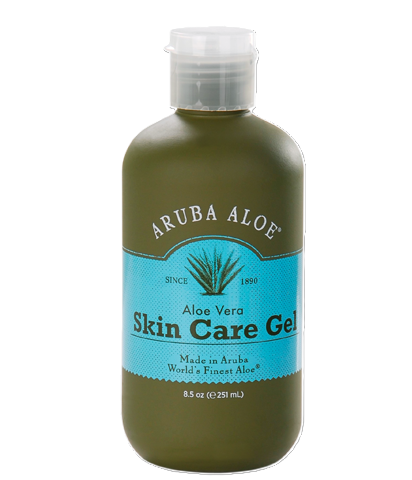 ARUBA ALOE®
SINCE 1890
Aloe Vera
Skin Care Gel
Made in Aruba
World's Finest Aloe®
8.5 oz (℮251 mL)